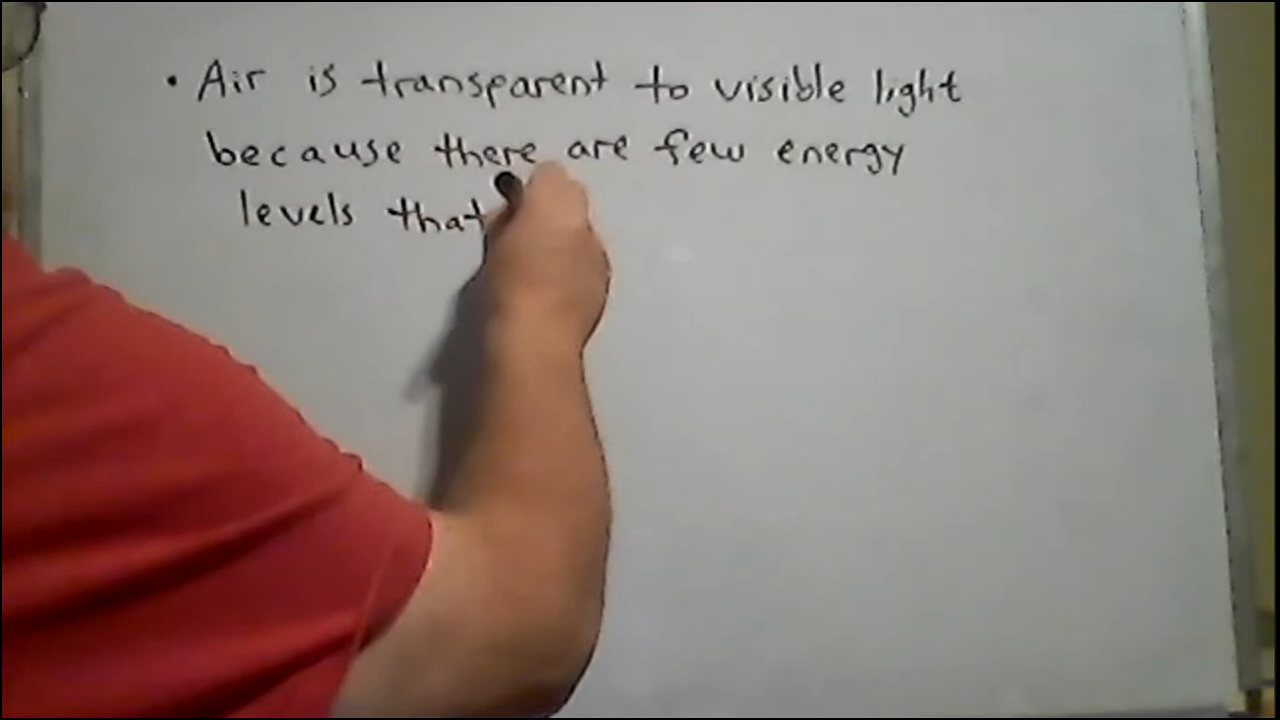 • Air is transparent to visible light
because there are few energy
levels that